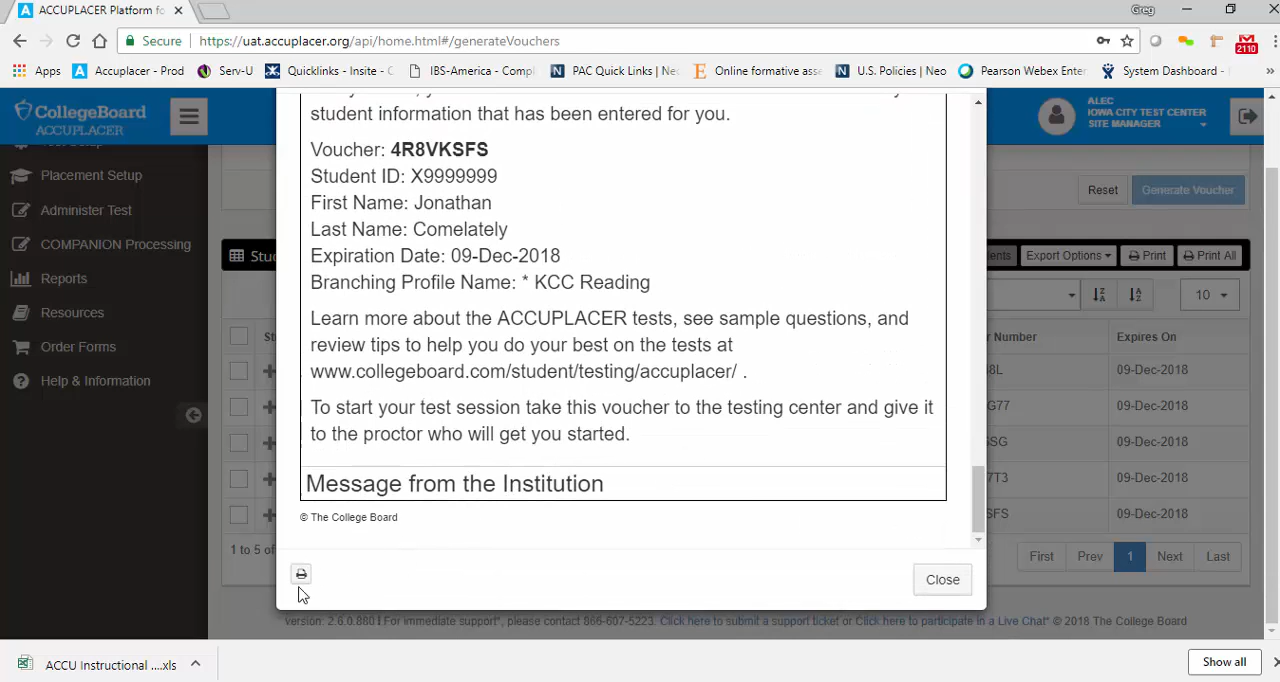 ACCUPLACER Platform fo
Greg
Secure
https://uat.accuplacer.org/api/home.html#/generateVouchers
2110
Apps
Accuplacer - Prod
Serv-U
Quicklinks - Insite - C
IBS-America - Compl
PAC Quick Links | Ne
Online formative asse
U.S. Policies | Neo
Pearson Webex Enter
System Dashboard -
CollegeBoard
ACCUPLACER
ALEC
IOWA CITY TEST CENTER
SITE MANAGER
Placement Setup
Administer Test
COMPANION Processing
Reports
Resources
Order Forms
Help & Information
student information that has been entered for you.
Voucher: 4R8VKSFS
Student ID: X9999999
First Name: Jonathan
Last Name: Comelately
Expiration Date: 09-Dec-2018
Branching Profile Name: * KCC Reading
Learn more about the ACCUPLACER tests, see sample questions, and
review tips to help you do your best on the tests at
www.collegeboard.com/student/testing/accuplacer/ .
To start your test session take this voucher to the testing center and give it
to the proctor who will get you started.
Message from the Institution
© The College Board
Close
Reset
Generate Voucher
Stu
ents
Export Options
Print
Print All
10
St
r Number
Expires On
8L
09-Dec-2018
G77
09-Dec-2018
SG
09-Dec-2018
7T3
09-Dec-2018
SFS
09-Dec-2018
1 to 5 of
First
Prev
1
Next
Last
version: 2.6.0.880 | For immediate support*, please contact 866-607-5223. Click here to submit a support ticket or Click here to participate in a Live Chat* © 2018 The College Board
ACCU Instructional ....xls
Show all